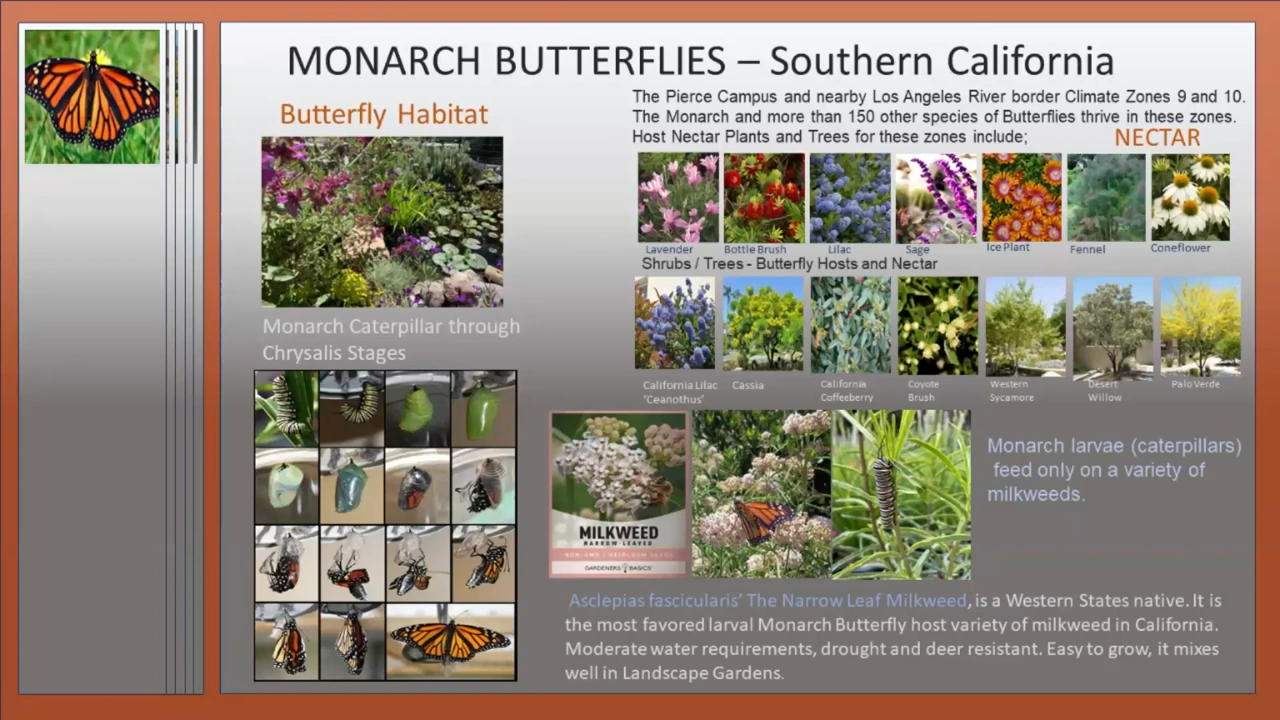 MONARCH BUTTERFLIES – Southern California
Butterfly Habitat
The Pierce Campus and nearby Los Angeles River border Climate Zones 9 and 10.
The Monarch and more than 150 other species of Butterflies thrive in these zones.
Host Nectar Plants and Trees for these zones include;
NECTAR
Lavender
Bottle Brush
Lilac
Sage
Ice Plant
Fennel
Coneflower
Shrubs / Trees - Butterfly Hosts and Nectar
California Lilac
'Ceanothus'
Cassia
California
Coffeeberry
Coyote
Brush
Western
Sycamore
Desert
Willow
Palo Verde
Monarch Caterpillar through
Chrysalis Stages
MILKWEED
NARROW-LEAVED
NON-GMO | HEIRLOOM SEEDS
GARDENERS BASICS
Monarch larvae (caterpillars)
feed only on a variety of
milkweeds.
Asclepias fascicularis' The Narrow Leaf Milkweed, is a Western States native. It is
the most favored larval Monarch Butterfly host variety of milkweed in California.
Moderate water requirements, drought and deer resistant. Easy to grow, it mixes
well in Landscape Gardens.